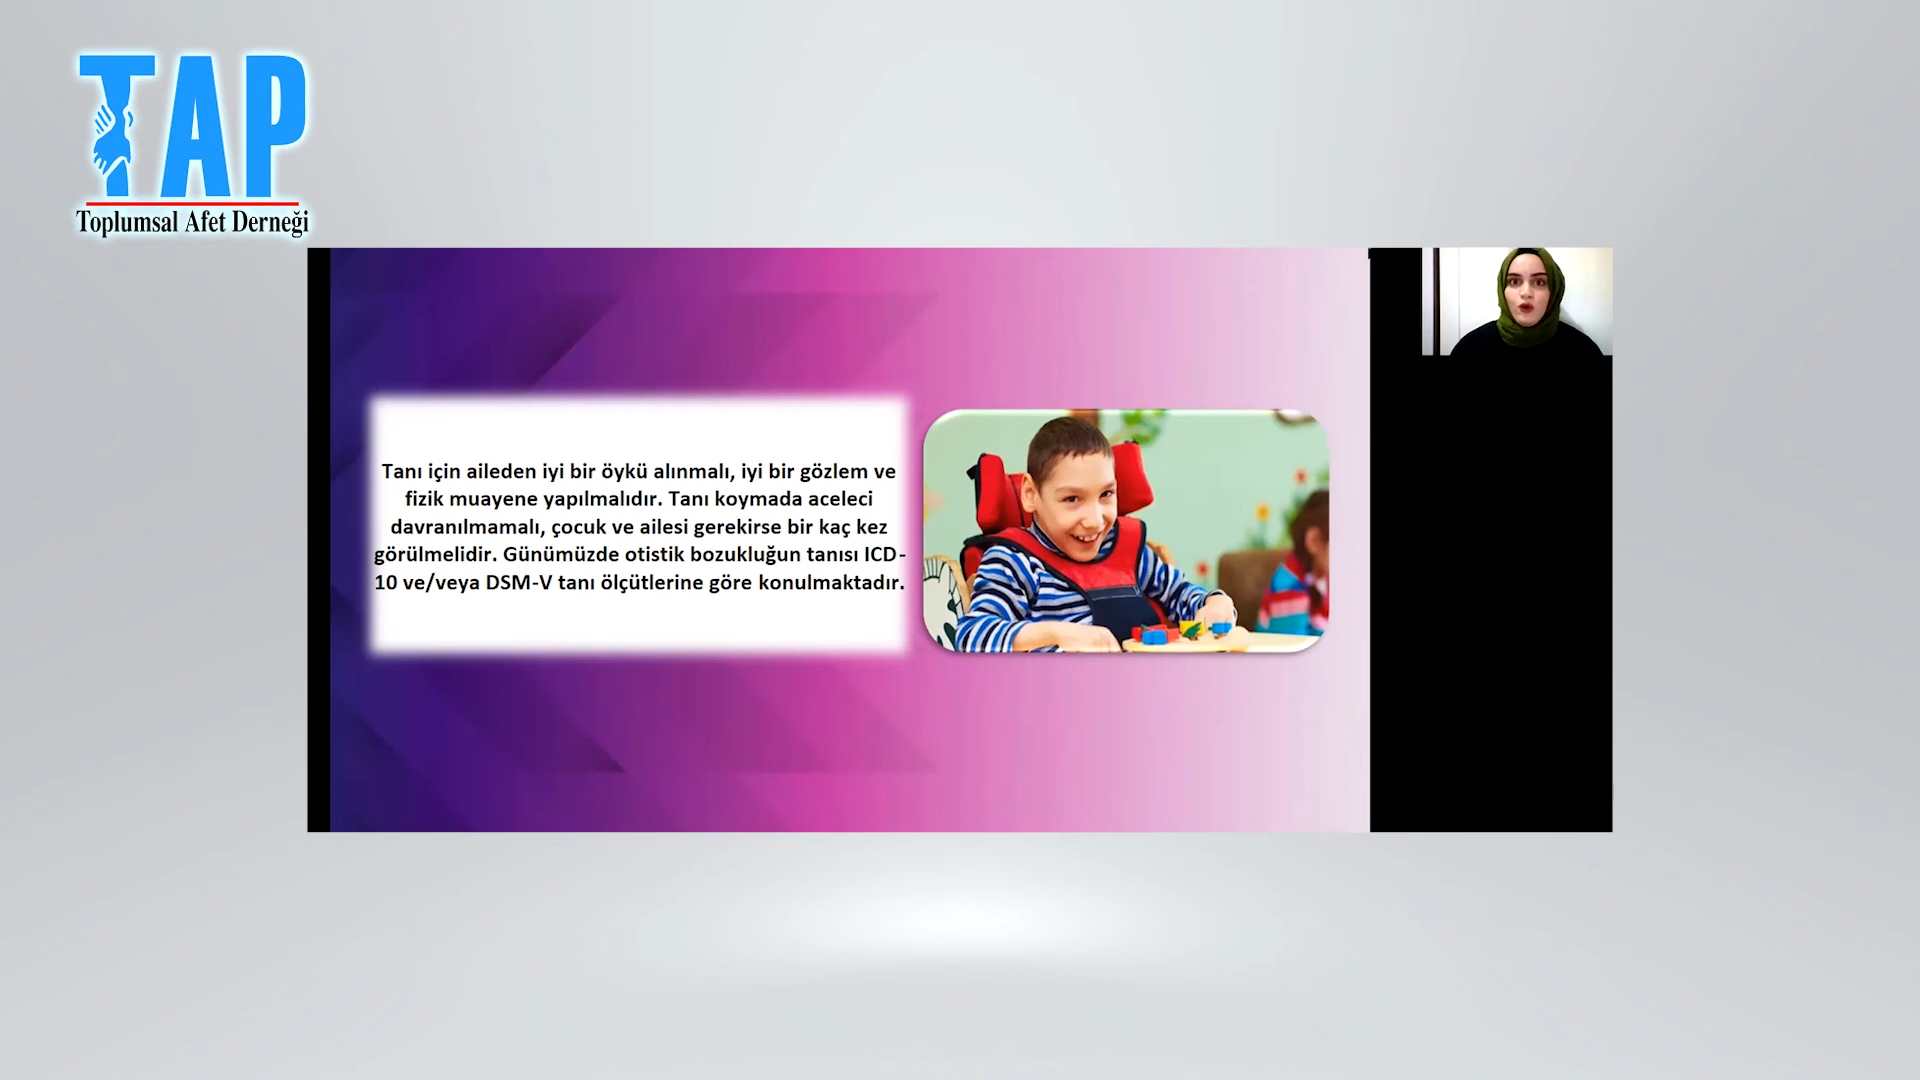 TAP
Toplumsal Afet Derneği
Tanı için aileden iyi bir öykü alınmalı, iyi bir gözlem ve
fizik muayene yapılmalıdır. Tanı koymada aceleci
davranılmamalı, çocuk ve ailesi gerekirse bir kaç kez
görülmelidir. Günümüzde otistik bozukluğun tanısı ICD-
10 ve/veya DSM-V tanı ölçütlerine göre konulmaktadır.